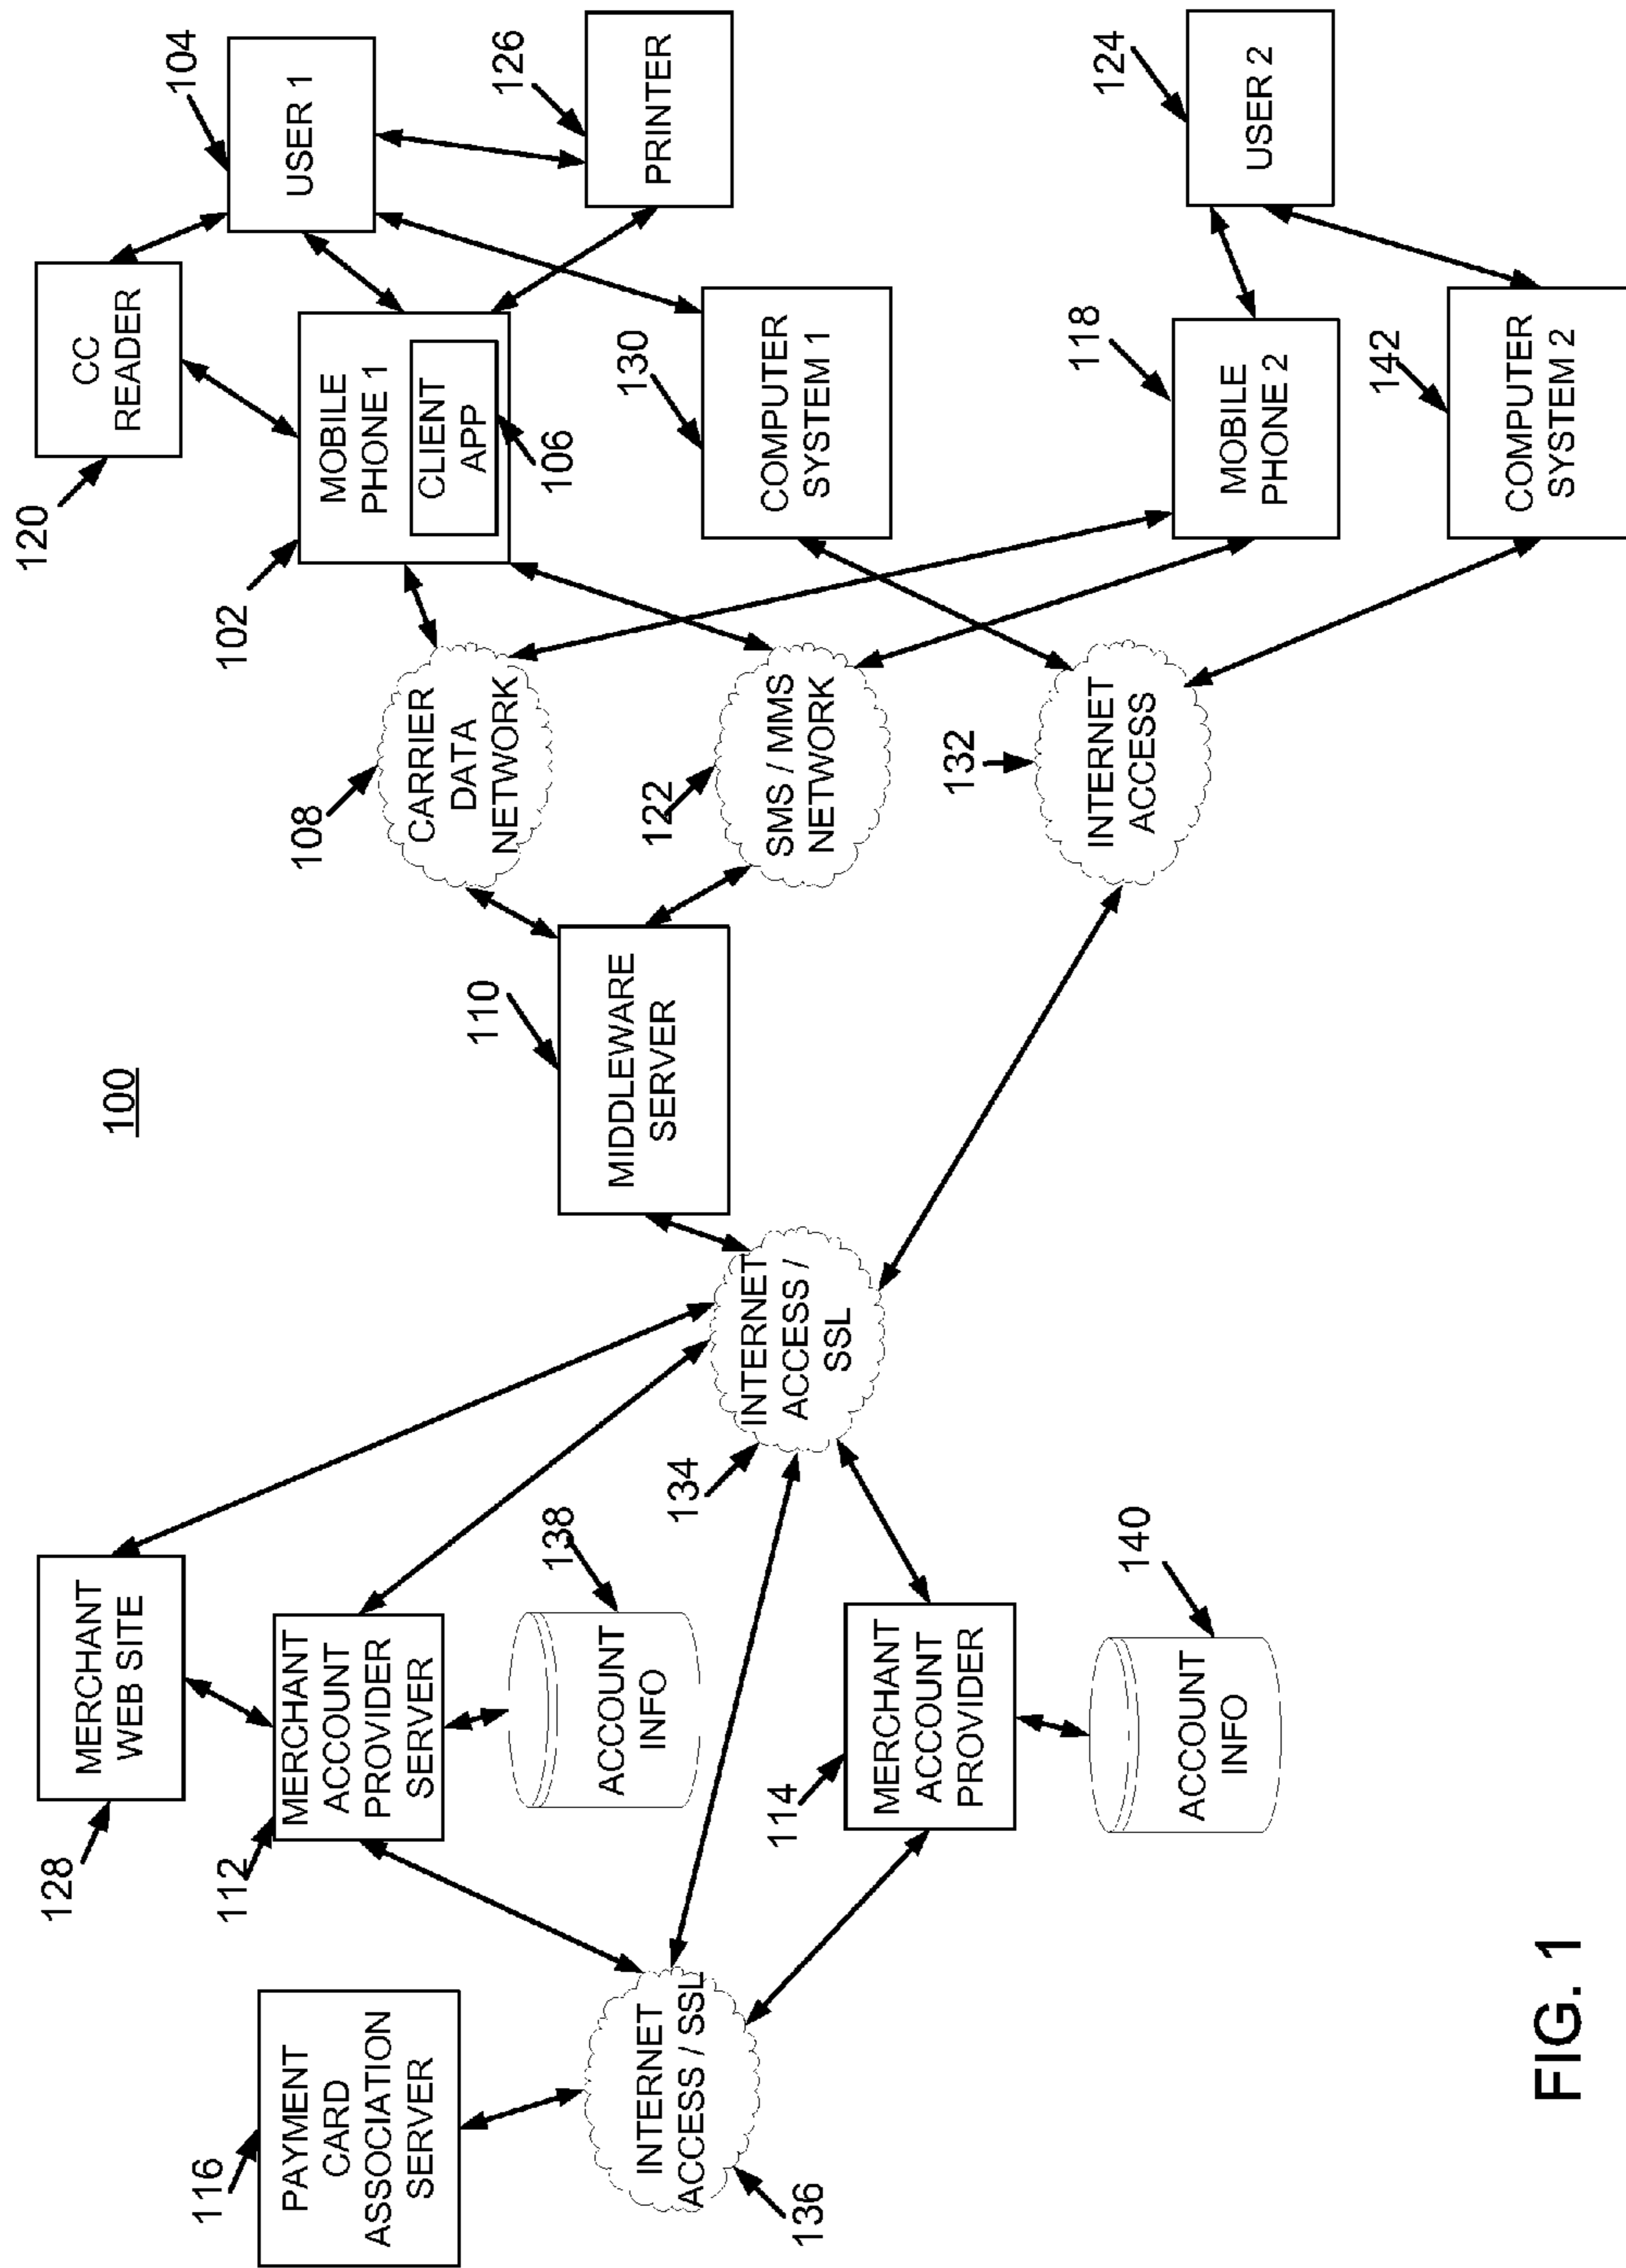 100
116
PAYMENT
CARD
ASSOCIATION
SERVER
136
INTERNET
ACCESS / SSL
128
MERCHANT
WEB SITE
112
MERCHANT
ACCOUNT
PROVIDER
SERVER
138
ACCOUNT
INFO
114
MERCHANT
ACCOUNT
PROVIDER
140
ACCOUNT
INFO
134
INTERNET
ACCESS /
SSL
110
MIDDLEWARE
SERVER
108
CARRIER
DATA
NETWORK
122
SMS / MMS
NETWORK
132
INTERNET
ACCESS
120
CC
READER
102
MOBILE
PHONE 1
CLIENT
APP
106
130
COMPUTER
SYSTEM 1
118
MOBILE
PHONE 2
142
COMPUTER
SYSTEM 2
104
USER 1
126
PRINTER
124
USER 2
FIG. 1